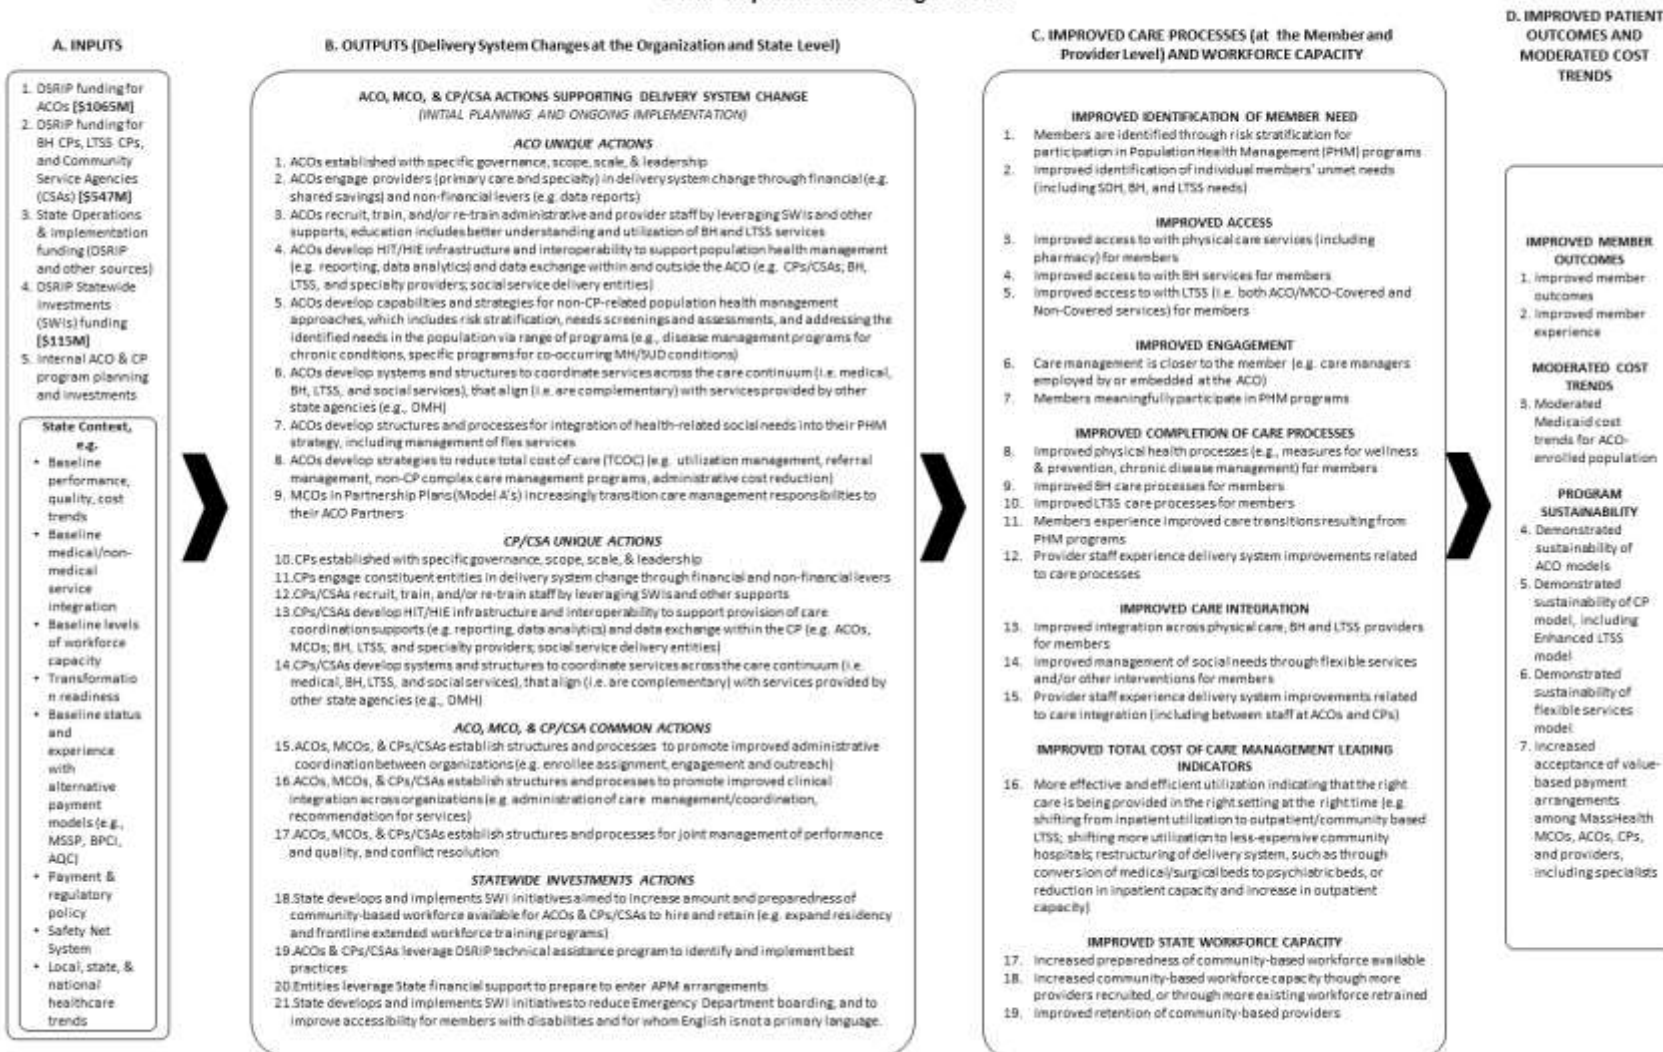 A. INPUTS
1. DSRIP funding for
ACOs [$1065M]
2. DSRIP funding for
BH CPs, LTSS CPs,
and Community
Service Agencies
(CSAs) [$547M]
3. State Operations
& Implementation
funding (DSRIP
and other sources)
4. DSRIP Statewide
Investments
(SWIs) funding
[$115M]
5. Internal ACO & CP
program planning
and investments
State Context,
e.g.
• Baseline
performance,
quality, cost
trends
• Baseline
medical/non-
medical
service
integration
• Baseline levels
of workforce
capacity
• Transformatio
n readiness
• Baseline status
and
experience
with
alternative
payment
models (e.g.,
MSSP, BPCI,
AQC)
• Payment &
regulatory
policy
• Safety Net
System
• Local, state, &
national
healthcare
trends
B. OUTPUTS (Delivery System Changes at the Organization and State Level)
ACO, MCO, & CP/CSA ACTIONS SUPPORTING DELIVERY SYSTEM CHANGE
(INITIAL PLANNING AND ONGOING IMPLEMENTATION)
ACO UNIQUE ACTIONS
1. ACOs established with specific governance, scope, scale, & leadership
2. ACOs engage providers (primary care and specialty) in delivery system change through financial (e.g.
shared savings) and non-financial levers (e.g. data reports)
3. ACOs recruit, train, and/or re-train administrative and provider staff by leveraging SWIs and other
supports; education includes better understanding and utilization of BH and LTSS services
4. ACOs develop HIT/HIE infrastructure and interoperability to support population health management
(e.g. reporting, data analytics) and data exchange within and outside the ACO (e.g. CPs/CSAs; BH,
LTSS, and specialty providers; social service delivery entities)
5. ACOs develop capabilities and strategies for non-CP-related population health management
approaches, which includes risk stratification, needs screenings and assessments, and addressing the
identified needs in the population via range of programs (e.g., disease management programs for
chronic conditions, specific programs for co-occurring MH/SUD conditions)
6. ACOs develop systems and structures to coordinate services across the care continuum (i.e. medical,
BH, LTSS, and social services), that align (i.e. are complementary) with services provided by other
state agencies (e.g., DMH)
7. ACOs develop structures and processes for integration of health-related social needs into their PHM
strategy, including management of flex services
8. ACOs develop strategies to reduce total cost of care (TCOC) (e.g. utilization management, referral
management, non-CP complex care management programs, administrative cost reduction)
9. MCOs in Partnership Plans (Model A's) increasingly transition care management responsibilities to
their ACO Partners
CP/CSA UNIQUE ACTIONS
10. CPs established with specific governance, scope, scale, & leadership
11. CPs engage constituent entities in delivery system change through financial and non-financial levers
12. CPs/CSAs recruit, train, and/or re-train staff by leveraging SWIs and other supports
13. CPs/CSAs develop HIT/HIE infrastructure and interoperability to support provision of care
coordination supports (e.g. reporting, data analytics) and data exchange within the CP (e.g. ACOs,
MCOs; BH, LTSS, and specialty providers; social service delivery entities)
14. CPs/CSAs develop systems and structures to coordinate services across the care continuum (i.e.
medical, BH, LTSS, and social services), that align (i.e. are complementary) with services provided by
other state agencies (e.g., DMH)
ACO, MCO, & CP/CSA COMMON ACTIONS
15. ACOs, MCOs, & CPs/CSAs establish structures and processes to promote improved administrative
coordination between organizations (e.g. enrollee assignment, engagement and outreach)
16. ACOs, MCOs, & CPs/CSAs establish structures and processes to promote improved clinical
integration across organizations (e.g. administration of care management/coordination,
recommendation for services)
17. ACOs, MCOs, & CPs/CSAs establish structures and processes for joint management of performance
and quality, and conflict resolution
STATEWIDE INVESTMENTS ACTIONS
18. State develops and implements SWI initiatives aimed to increase amount and preparedness of
community-based workforce available for ACOs & CPs/CSAs to hire and retain (e.g. expand residency
and frontline extended workforce training programs)
19. ACOs & CPs/CSAs leverage DSRIP technical assistance program to identify and implement best
practices
20. Entities leverage State financial support to prepare to enter APM arrangements
21. State develops and implements SWI initiatives to reduce Emergency Department boarding, and to
improve accessibility for members with disabilities and for whom English is not a primary language.
C. IMPROVED CARE PROCESSES (at the Member and
Provider Level) AND WORKFORCE CAPACITY
IMPROVED IDENTIFICATION OF MEMBER NEED
1. Members are identified through risk stratification for
participation in Population Health Management (PHM) programs
2. Improved identification of individual members' unmet needs
(including SDH, BH, and LTSS needs)
IMPROVED ACCESS
3. Improved access to with physical care services (including
pharmacy) for members
4. Improved access to with BH services for members
5. Improved access to with LTSS (i.e. both ACO/MCO-Covered and
Non-Covered services) for members
IMPROVED ENGAGEMENT
6. Care management is closer to the member (e.g. care managers
employed by or embedded at the ACO)
7. Members meaningfully participate in PHM programs
IMPROVED COMPLETION OF CARE PROCESSES
8. Improved physical health processes (e.g., measures for wellness
& prevention, chronic disease management) for members
9. Improved BH care processes for members
10. Improved LTSS care processes for members
11. Members experience improved care transitions resulting from
PHM programs
12. Provider staff experience delivery system improvements related
to care processes
IMPROVED CARE INTEGRATION
13. Improved integration across physical care, BH and LTSS providers
for members
14. Improved management of social needs through flexible services
and/or other interventions for members
15. Provider staff experience delivery system improvements related
to care integration (including between staff at ACOs and CPs)
IMPROVED TOTAL COST OF CARE MANAGEMENT LEADING
INDICATORS
16. More effective and efficient utilization indicating that the right
care is being provided in the right setting at the right time (e.g.
shifting from inpatient utilization to outpatient/community based
LTSS; shifting more utilization to less-expensive community
hospitals; restructuring of delivery system, such as through
conversion of medical/surgical beds to psychiatric beds, or
reduction in inpatient capacity and increase in outpatient
capacity)
IMPROVED STATE WORKFORCE CAPACITY
17. Increased preparedness of community-based workforce available
18. Increased community-based workforce capacity though more
providers recruited, or through more existing workforce retrained
19. Improved retention of community-based providers
D. IMPROVED PATIENT
OUTCOMES AND
MODERATED COST
TRENDS
IMPROVED MEMBER
OUTCOMES
1. Improved member
outcomes
2. Improved member
experience
MODERATED COST
TRENDS
3. Moderated
Medicaid cost
trends for ACO-
enrolled population
PROGRAM
SUSTAINABILITY
4. Demonstrated
sustainability of
ACO models
5. Demonstrated
sustainability of CP
model, including
Enhanced LTSS
model
6. Demonstrated
sustainability of
flexible services
model
7. Increased
acceptance of value-
based payment
arrangements
among MassHealth
MCOs, ACOs, CPs,
and providers,
including specialists